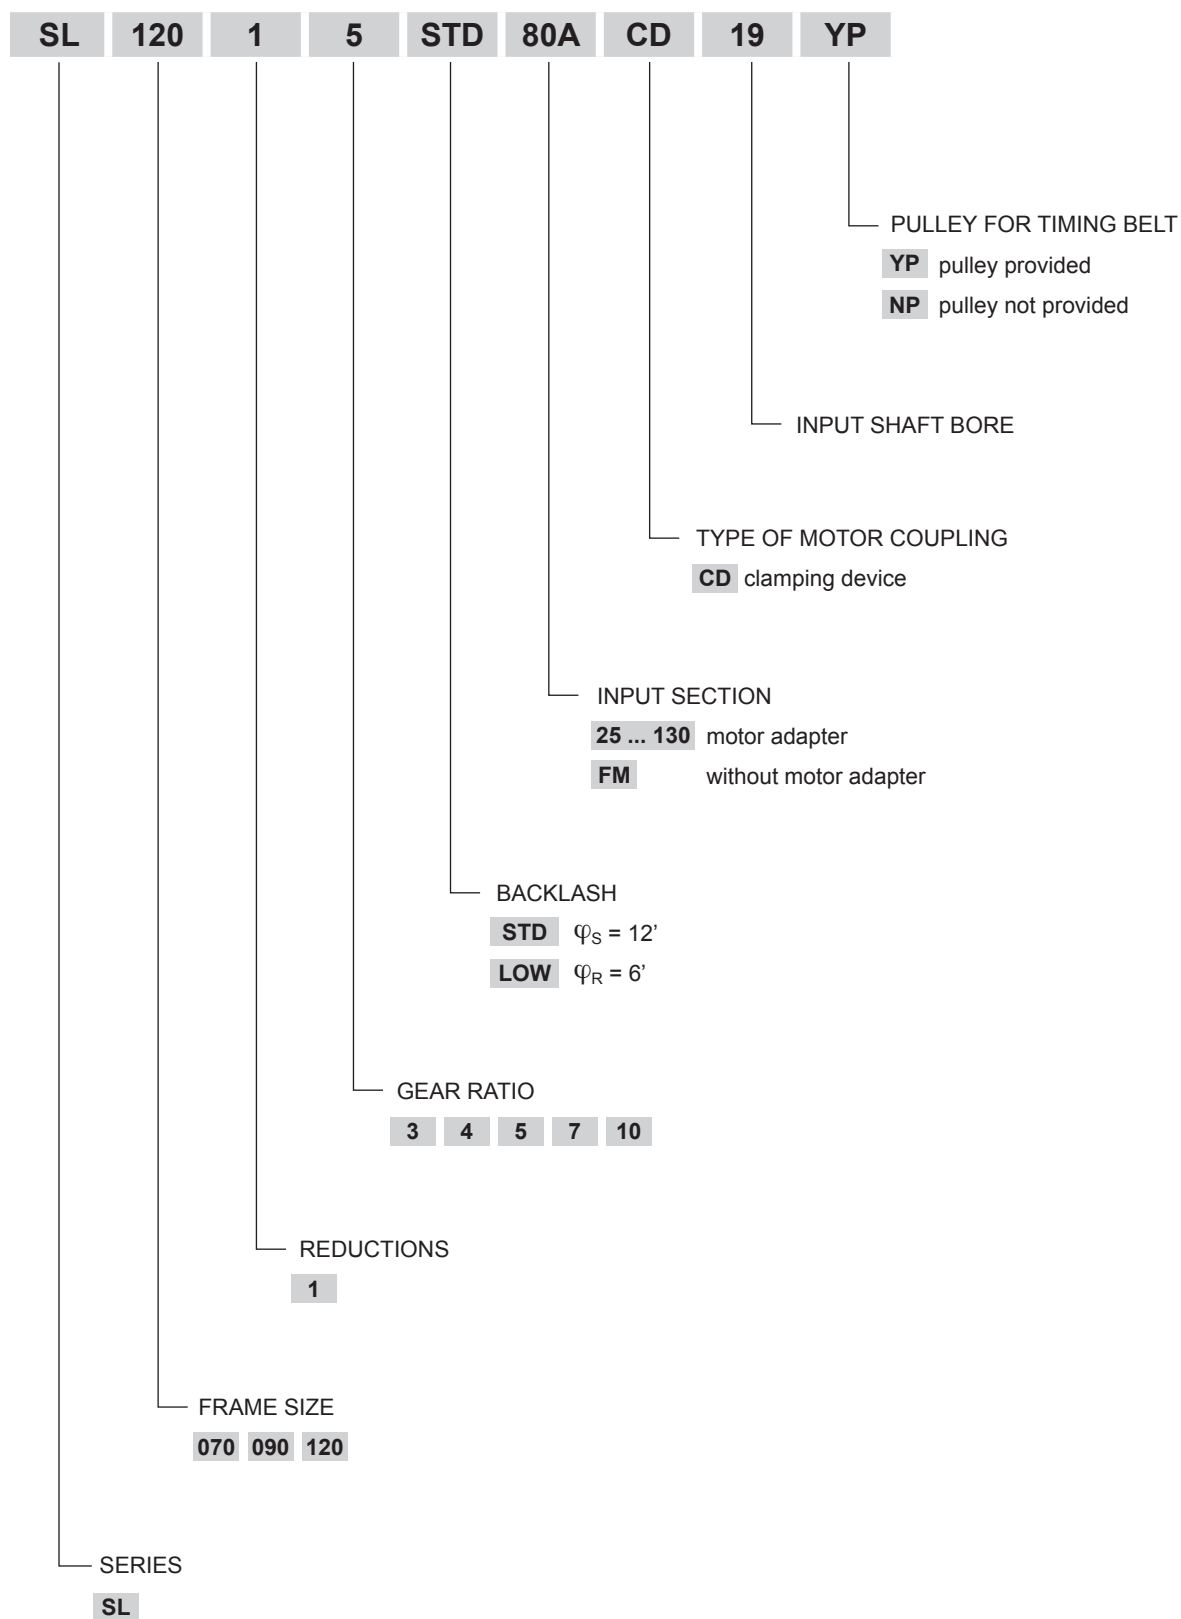 SL 120 1 5 STD 80A CD 19 YP
PULLEY FOR TIMING BELT
YP pulley provided
NP pulley not provided
INPUT SHAFT BORE
TYPE OF MOTOR COUPLING
CD clamping device
INPUT SECTION
25 ... 130 motor adapter
FM without motor adapter
BACKLASH
STD φS = 12’
LOW φR = 6’
GEAR RATIO
3 4 5 7 10
REDUCTIONS
1
FRAME SIZE
070 090 120
SERIES
SL